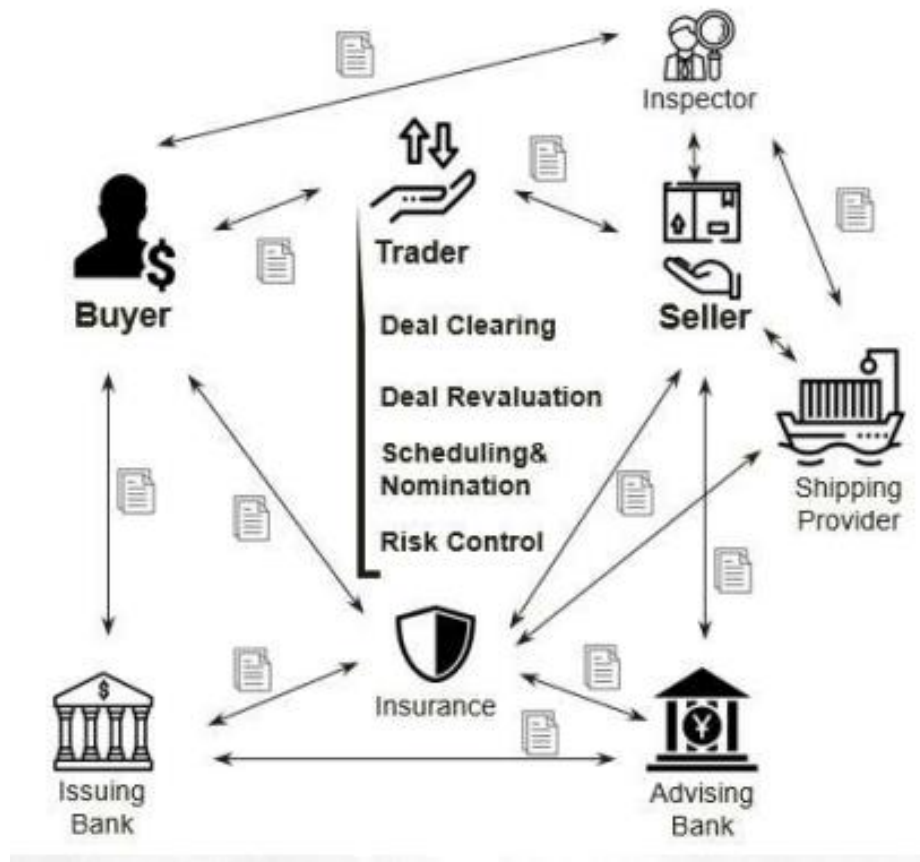 Inspector
Trader
Buyer
Seller
Deal Clearing
Deal Revaluation
Scheduling&
Nomination
Risk Control
Shipping
Provider
Insurance
Issuing
Bank
Advising
Bank
$
$
¥